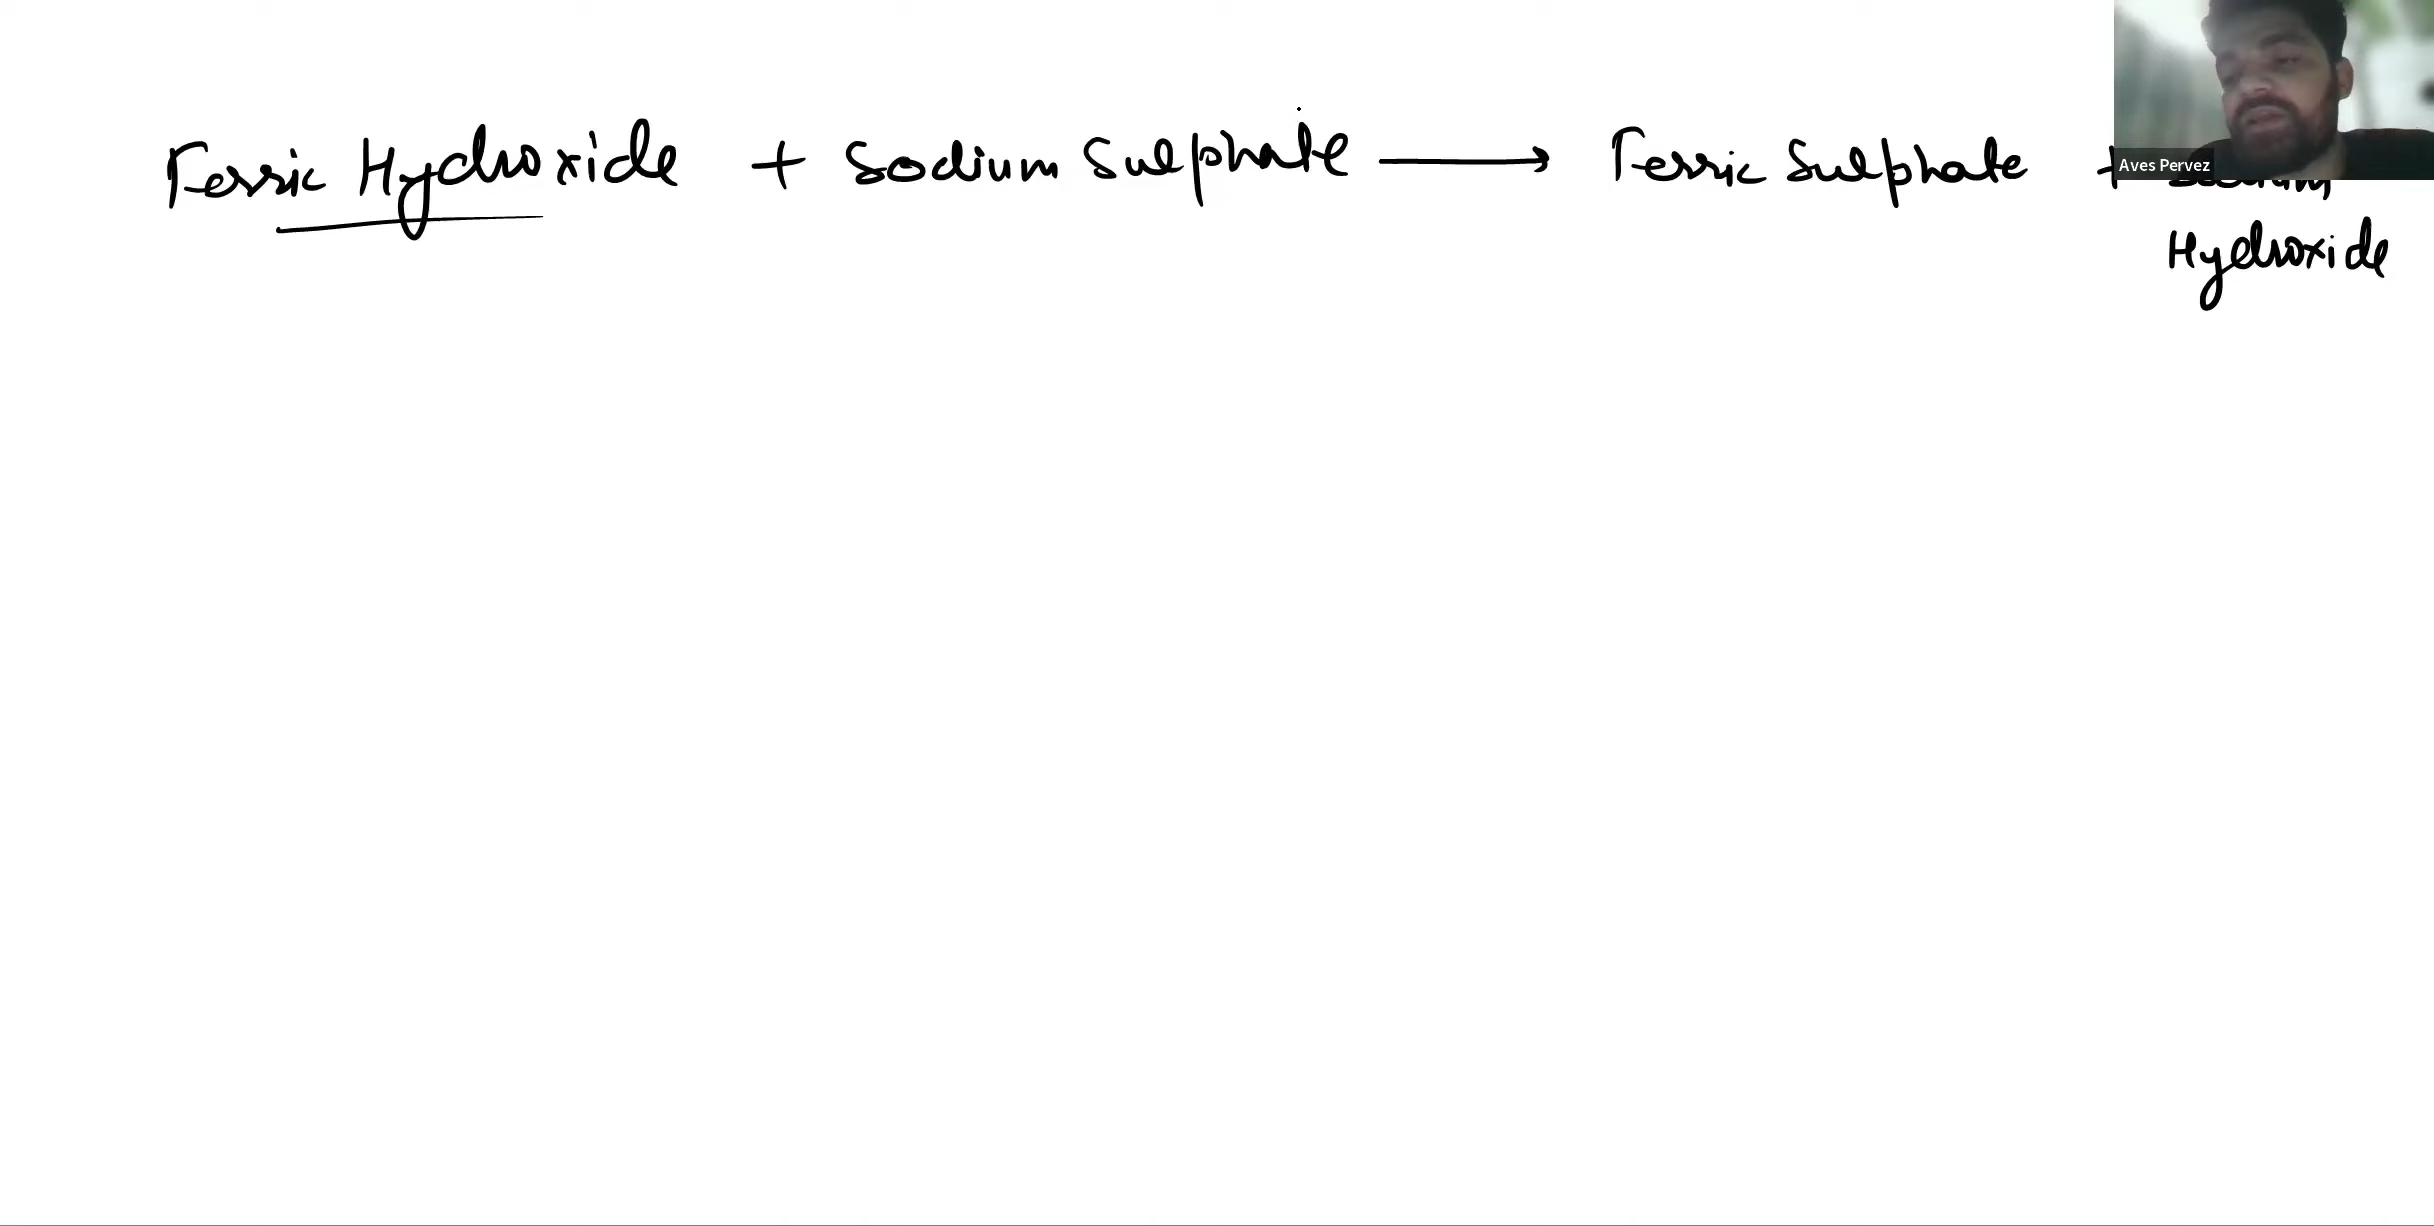 Ferric Hydroxide + Sodium Sulphate → Ferric Sulphate +
Hydroxide
Aves Pervez